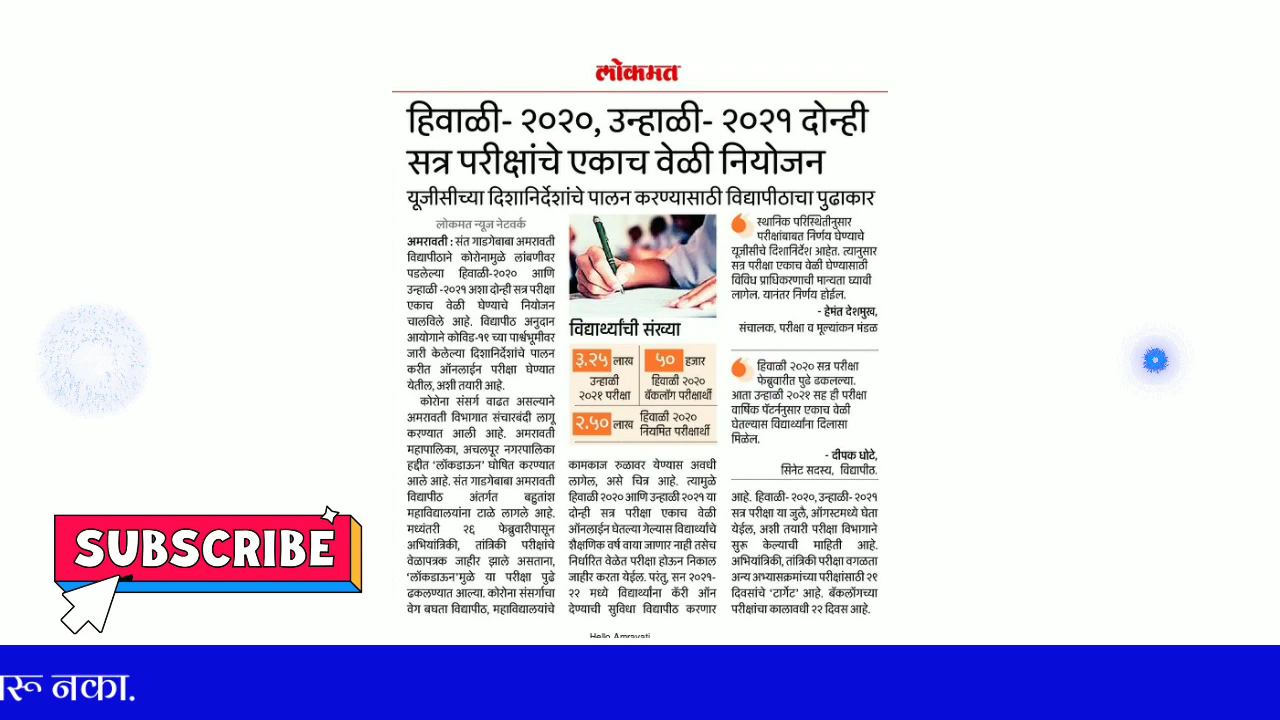 लोकमत
हिवाळी- २०२०, उन्हाळी- २०२१ दोन्ही
सत्र परीक्षांचे एकाच वेळी नियोजन
यूजीसीच्या दिशानिर्देशांचे पालन करण्यासाठी विद्यापीठाचा पुढाकार
लोकमत न्यूज नेटवर्क
अमरावती : संत गाडगेबाबा अमरावती
विद्यापीठाने कोरोनामुळे लांबणीवर
पडलेल्या हिवाळी-२०२० आणि
उन्हाळी -२०२१ अशा दोन्ही सत्र परीक्षा
एकाच वेळी घेण्याचे नियोजन
चालविले आहे. विद्यापीठ अनुदान
आयोगाने कोविड-१९ च्या पार्श्वभूमीवर
जारी केलेल्या दिशानिर्देशांचे पालन
करीत ऑनलाईन परीक्षा घेण्यात
येतील, अशी तयारी आहे.
कोरोना संसर्ग वाढत असल्याने
अमरावती विभागात संचारबंदी लागू
करण्यात आली आहे. अमरावती
महापालिका, अचलपूर नगरपालिका
हद्दीत 'लॉकडाऊन' घोषित करण्यात
आले आहे. संत गाडगेबाबा अमरावती
विद्यापीठ अंतर्गत बहुतांश
महाविद्यालयांना टाळे लागले आहे.
मध्यंतरी २६ फेब्रुवारीपासून
अभियांत्रिकी, तांत्रिकी परीक्षांचे
वेळापत्रक जाहीर झाले असताना,
'लॉकडाऊन'मुळे या परीक्षा पुढे
ढकलण्यात आल्या. कोरोना संसर्गाचा
वेग बघता विद्यापीठ, महाविद्यालयांचे
विद्यार्थ्यांची संख्या
३.२५ लाख
उन्हाळी
२०२१ परीक्षा
५० हजार
हिवाळी २०२०
बॅकलॉग परीक्षार्थी
२.५० लाख
हिवाळी २०२०
नियमित परीक्षार्थी
कामकाज रुळावर येण्यास अवधी
लागेल, असे चित्र आहे. त्यामुळे
हिवाळी २०२० आणि उन्हाळी २०२१ या
दोन्ही सत्र परीक्षा एकाच वेळी
ऑनलाईन घेतल्या गेल्यास विद्यार्थ्यांचे
शैक्षणिक वर्ष वाया जाणार नाही तसेच
निर्धारित वेळेत परीक्षा होऊन निकाल
जाहीर करता येईल. परंतु, सन २०२१-
२२ मध्ये विद्यार्थ्यांना कॅरी ऑन
देण्याची सुविधा विद्यापीठ करणार
स्थानिक परिस्थितीनुसार
परीक्षांबाबत निर्णय घेण्याचे
यूजीसीचे दिशानिर्देश आहेत. त्यानुसार
सत्र परीक्षा एकाच वेळी घेण्यासाठी
विविध प्राधिकरणाची मान्यता घ्यावी
लागेल. यानंतर निर्णय होईल.
- हेमंत देशमुख,
संचालक, परीक्षा व मूल्यांकन मंडळ
हिवाळी २०२० सत्र परीक्षा
फेब्रुवारीत पुढे ढकलल्या.
आता उन्हाळी २०२१ सह ही परीक्षा
वार्षिक पॅटर्ननुसार एकाच वेळी
घेतल्यास विद्यार्थ्यांना दिलासा
मिळेल.
- दीपक धोटे,
सिनेट सदस्य, विद्यापीठ.
आहे. हिवाळी- २०२०, उन्हाळी- २०२१
सत्र परीक्षा या जुलै, ऑगस्टमध्ये घेता
येईल, अशी तयारी परीक्षा विभागाने
सुरू केल्याची माहिती आहे.
अभियांत्रिकी, तांत्रिकी परीक्षा वगळता
अन्य अभ्यासक्रमांच्या परीक्षांसाठी २१
दिवसांचे 'टार्गेट' आहे. बॅकलॉगच्या
परीक्षांचा कालावधी २२ दिवस आहे.
SUBSCRIBE
Hello Amravati
रू नका.